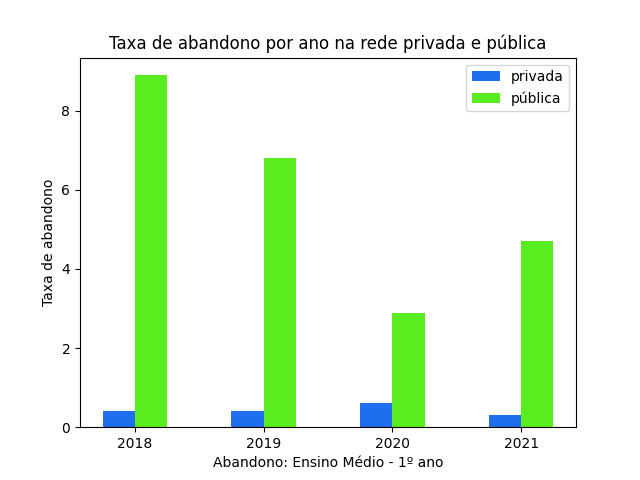 Taxa de abandono por ano na rede privada e pública
privada
pública
8
6
4
2
0
Taxa de abandono
2018
2019
2020
2021
Abandono: Ensino Médio - 1º ano